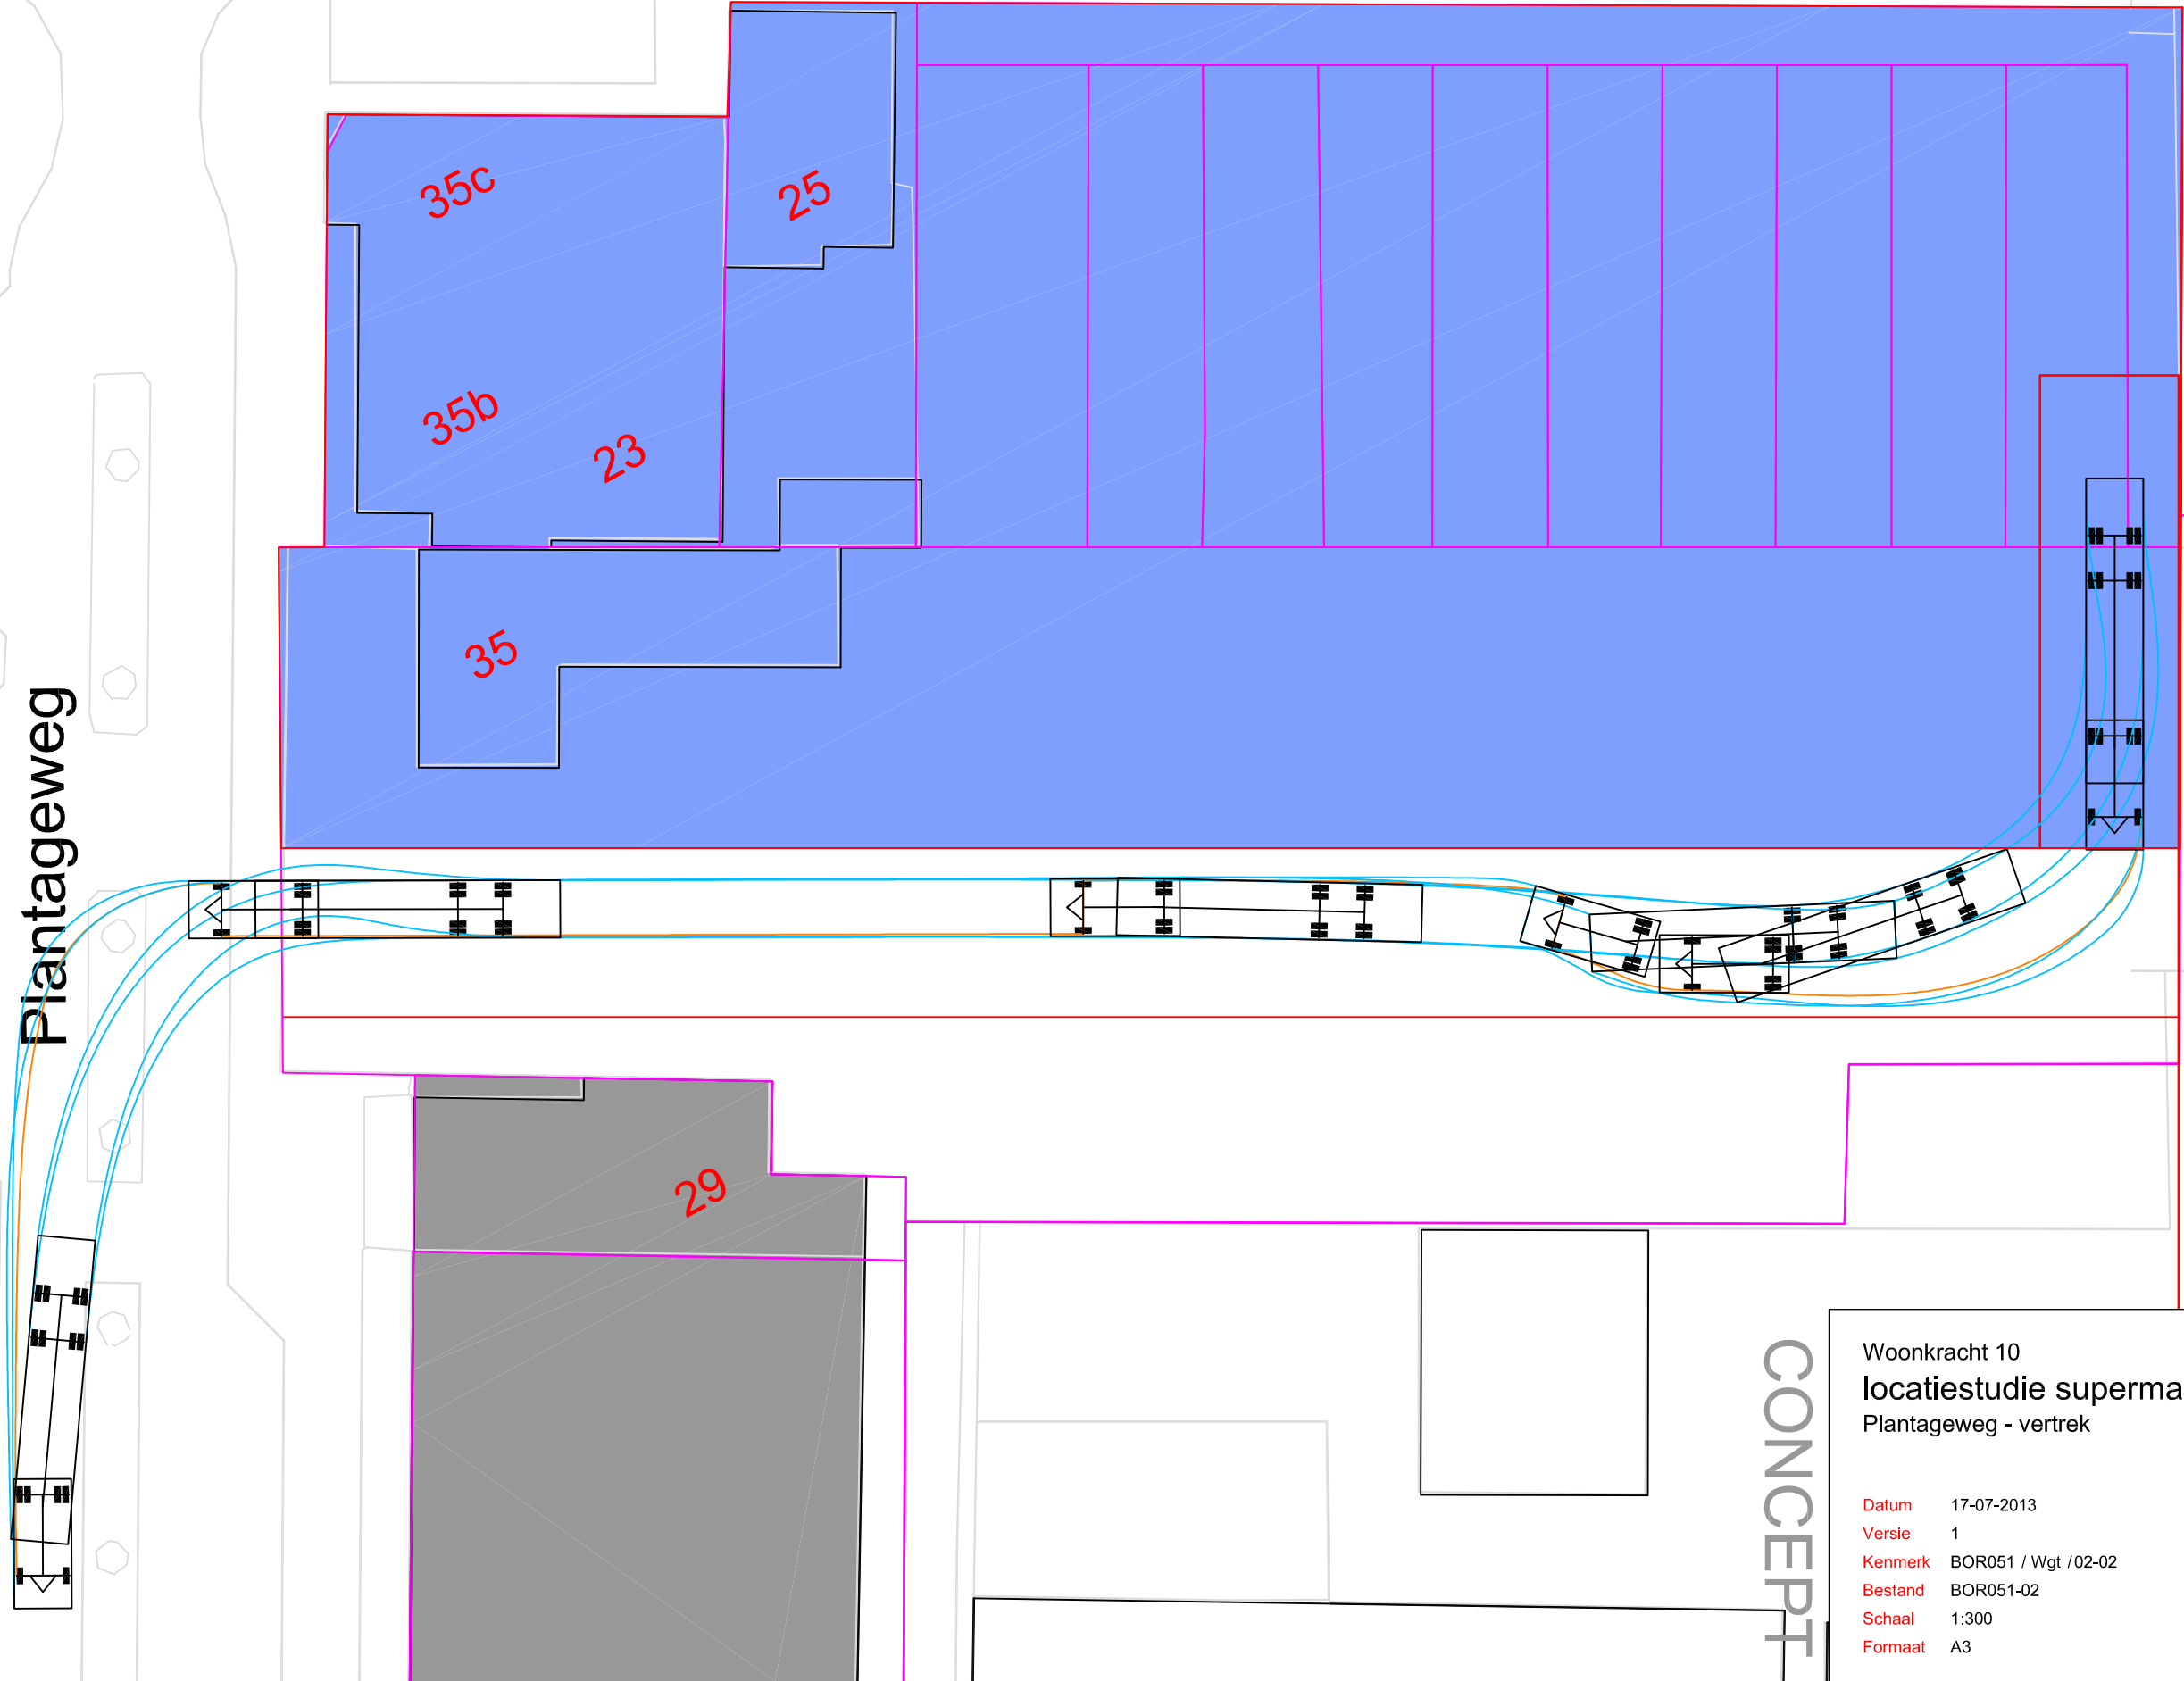 35c
25
35b
23
35
Plantageweg
29
CONCEPT
Woonkracht 10
locatiestudie superma
Plantageweg - vertrek
Datum 17-07-2013
Versie 1
Kenmerk BOR051 / Wgt /02-02
Bestand BOR051-02
Schaal 1:300
Formaat A3